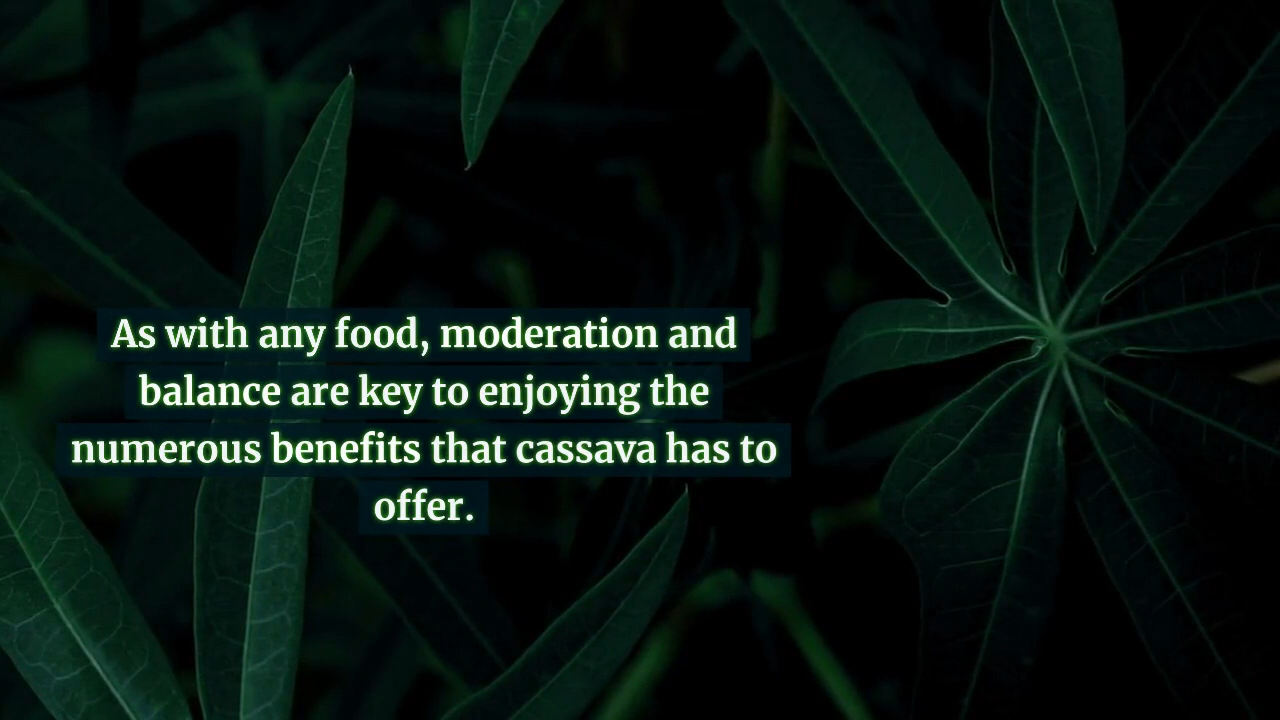 As with any food, moderation and
balance are key to enjoying the
numerous benefits that cassava has to
offer.